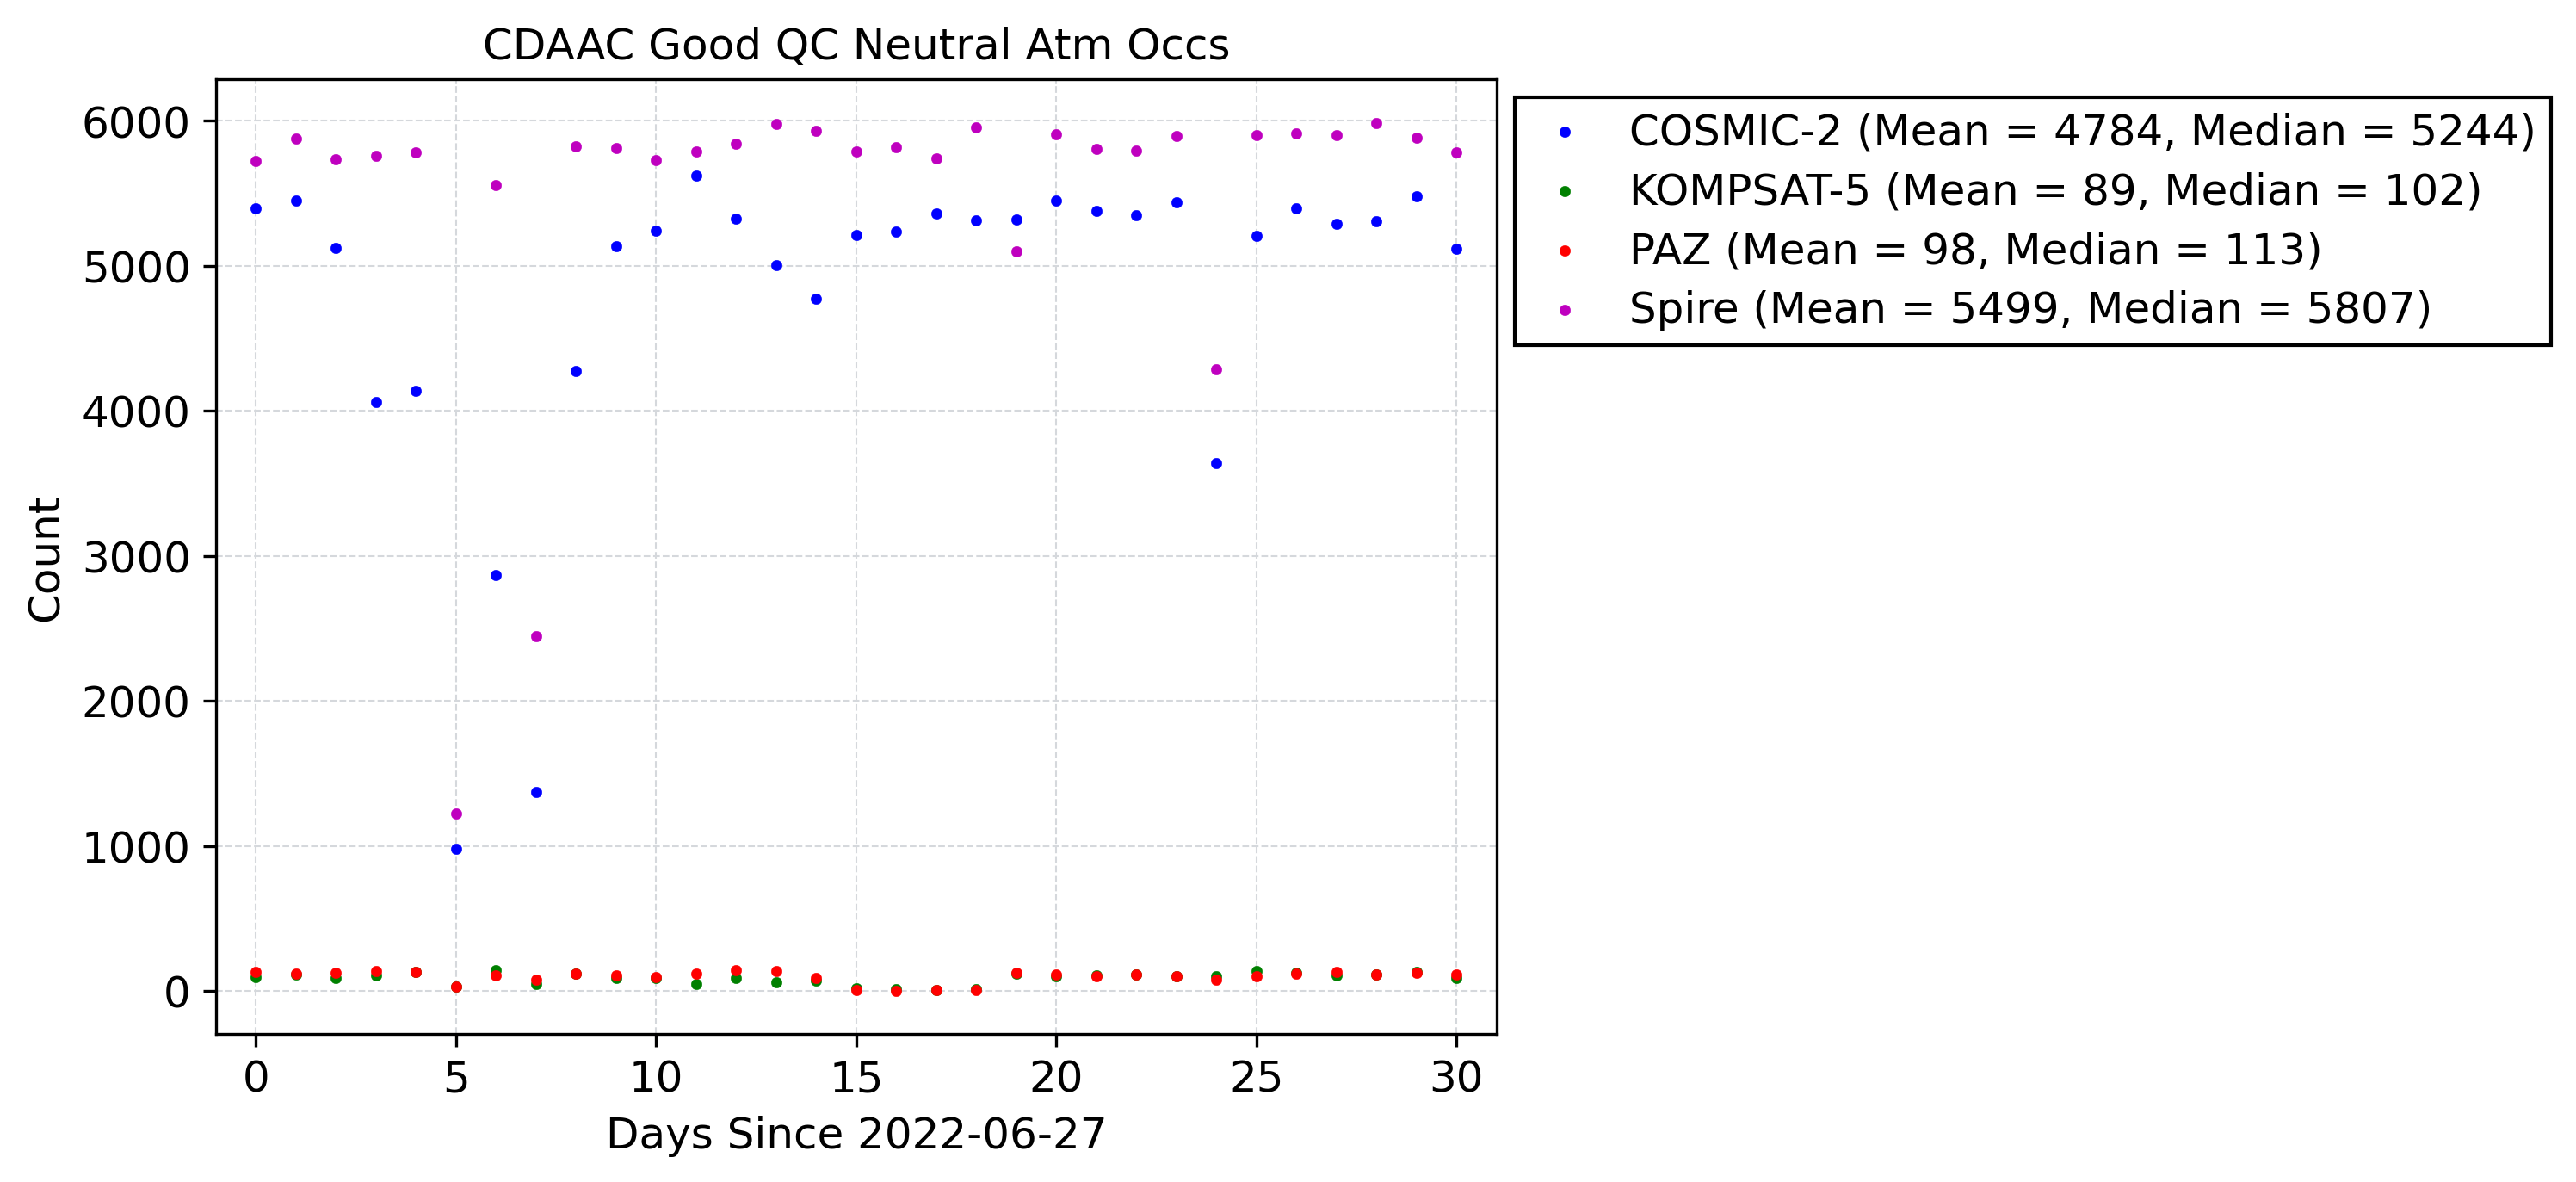 CDAAC Good QC Neutral Atm Occs
6000
5000
4000
3000
2000
1000
0
Count
0 5 10 15 20 25 30
Days Since 2022-06-27
COSMIC-2 (Mean = 4784, Median = 5244)
KOMPSAT-5 (Mean = 89, Median = 102)
PAZ (Mean = 98, Median = 113)
Spire (Mean = 5499, Median = 5807)